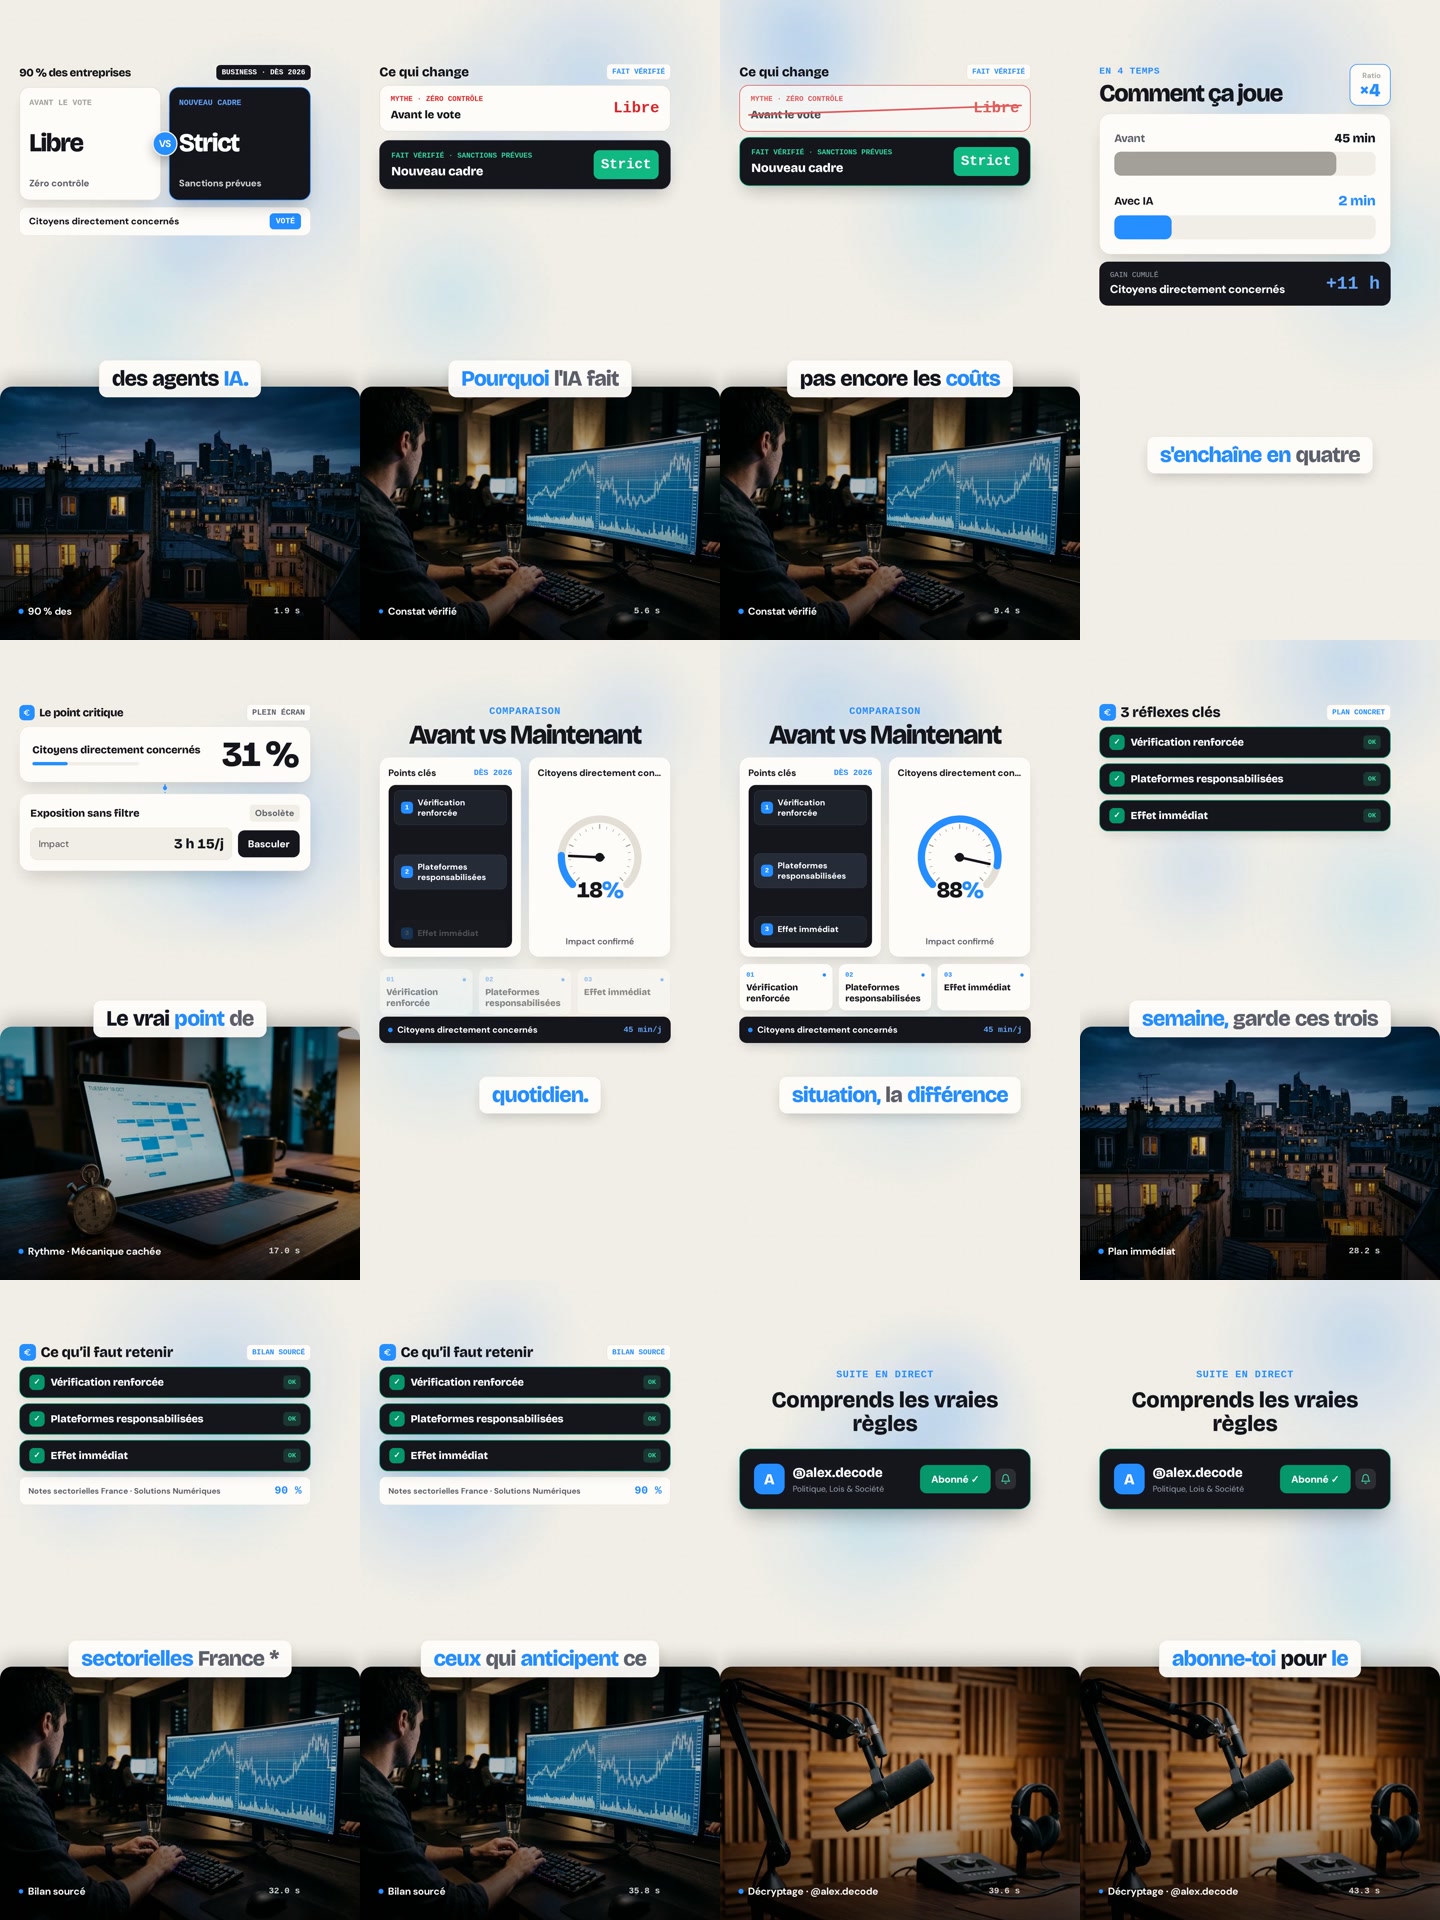 90 % des entreprises
BUSINESS · DÈS 2026
AVANT LE VOTE
Libre
Zéro contrôle
VS
NOUVEAU CADRE
Strict
Sanctions prévues
Citoyens directement concernés
VOTÉ
des agents IA.
90 % des
1.9 s
Ce qui change
FAIT VÉRIFIÉ
MYTHE · ZÉRO CONTRÔLE
Avant le vote
Libre
FAIT VÉRIFIÉ · SANCTIONS PRÉVUES
Nouveau cadre
Strict
Pourquoi l'IA fait
Constat vérifié
5.6 s
Ce qui change
FAIT VÉRIFIÉ
MYTHE · ZÉRO CONTRÔLE
Avant le vote
Libre
FAIT VÉRIFIÉ · SANCTIONS PRÉVUES
Nouveau cadre
Strict
pas encore les coûts
Constat vérifié
9.4 s
EN 4 TEMPS
Comment ça joue
Ratio
×4
Avant
45 min
Avec IA
2 min
GAIN CUMULÉ
Citoyens directement concernés
+11 h
s'enchaîne en quatre
€ Le point critique
PLEIN ÉCRAN
Citoyens directement concernés
31 %
Exposition sans filtre
Obsolète
Impact
3 h 15/j
Basculer
Le vrai point de
Rythme · Mécanique cachée
17.0 s
COMPARAISON
Avant vs Maintenant
Points clés
DÈS 2026
1 Vérification
renforcée
2 Plateformes
responsabilisées
3 Effet immédiat
Citoyens directement con...
18%
Impact confirmé
01
Vérification
renforcée
02
Plateformes
responsabilisées
03
Effet immédiat
Citoyens directement concernés
45 min/j
quotidien.
COMPARAISON
Avant vs Maintenant
Points clés
DÈS 2026
1 Vérification
renforcée
2 Plateformes
responsabilisées
3 Effet immédiat
Citoyens directement con...
88%
Impact confirmé
01
Vérification
renforcée
02
Plateformes
responsabilisées
03
Effet immédiat
Citoyens directement concernés
45 min/j
situation, la différence
€ 3 réflexes clés
PLAN CONCRET
✓ Vérification renforcée
OK
✓ Plateformes responsabilisées
OK
✓ Effet immédiat
OK
semaine, garde ces trois
Plan immédiat
28.2 s
€ Ce qu'il faut retenir
BILAN SOURCÉ
✓ Vérification renforcée
OK
✓ Plateformes responsabilisées
OK
✓ Effet immédiat
OK
Notes sectorielles France · Solutions Numériques
90 %
sectorielles France *
Bilan sourcé
32.0 s
€ Ce qu'il faut retenir
BILAN SOURCÉ
✓ Vérification renforcée
OK
✓ Plateformes responsabilisées
OK
✓ Effet immédiat
OK
Notes sectorielles France · Solutions Numériques
90 %
ceux qui anticipent ce
Bilan sourcé
35.8 s
SUITE EN DIRECT
Comprends les vraies
règles
A
@alex.decode
Politique, Lois & Société
Abonné ✓
Décryptage · @alex.decode
39.6 s
SUITE EN DIRECT
Comprends les vraies
règles
A
@alex.decode
Politique, Lois & Société
Abonné ✓
abonne-toi pour le
Décryptage · @alex.decode
43.3 s